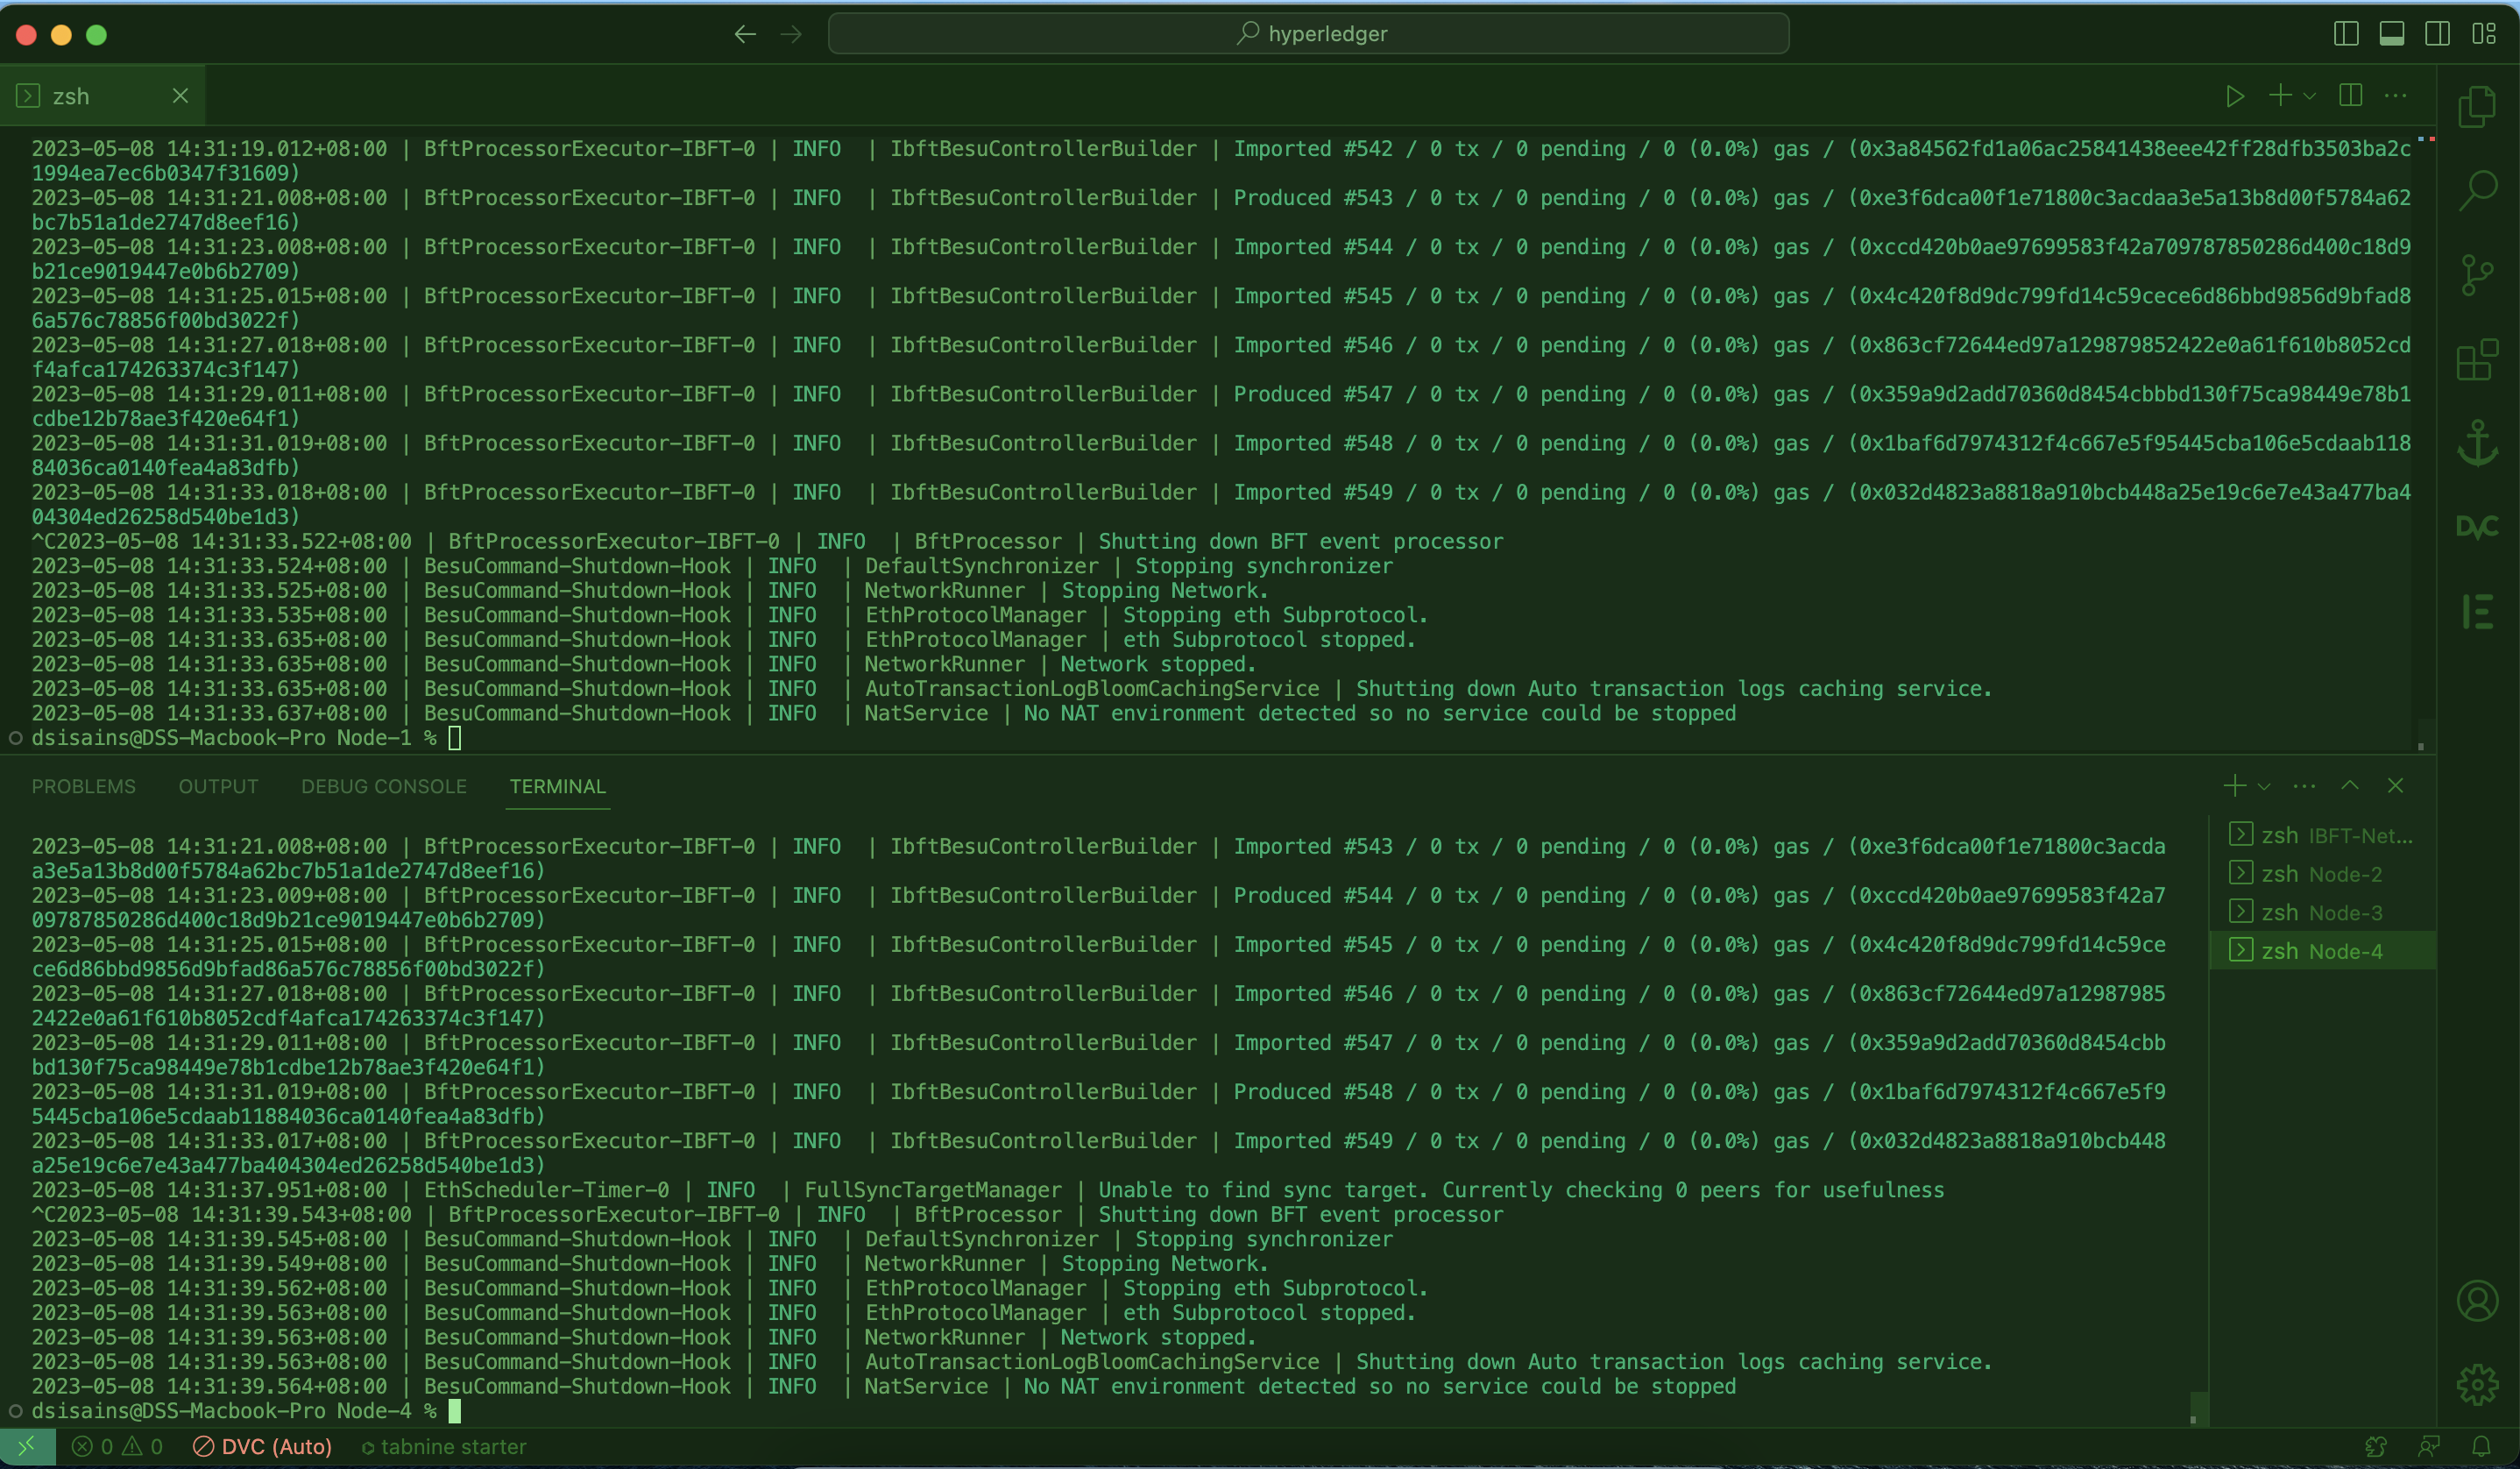 hyperledger
zsh
2023-05-08 14:31:19.012+08:00 | BftProcessorExecutor-IBFT-0 | INFO  | IbftBesuControllerBuilder | Imported #542 / 0 tx / 0 pending / 0 (0.0%) gas / (0x3a84562fd1a06ac25841438eee42ff28dfb3503ba2c
1994ea7ec6b0347f31609)
2023-05-08 14:31:21.008+08:00 | BftProcessorExecutor-IBFT-0 | INFO  | IbftBesuControllerBuilder | Produced #543 / 0 tx / 0 pending / 0 (0.0%) gas / (0xe3f6dca00f1e71800c3acdaa3e5a13b8d00f5784a62
bc7b51a1de2747d8eef16)
2023-05-08 14:31:23.008+08:00 | BftProcessorExecutor-IBFT-0 | INFO  | IbftBesuControllerBuilder | Imported #544 / 0 tx / 0 pending / 0 (0.0%) gas / (0xccd420b0ae97699583f42a709787850286d400c18d9
b21ce9019447e0b6b2709)
2023-05-08 14:31:25.015+08:00 | BftProcessorExecutor-IBFT-0 | INFO  | IbftBesuControllerBuilder | Imported #545 / 0 tx / 0 pending / 0 (0.0%) gas / (0x4c420f8d9dc799fd14c59cece6d86bbd9856d9bfad8
6a576c78856f00bd3022f)
2023-05-08 14:31:27.018+08:00 | BftProcessorExecutor-IBFT-0 | INFO  | IbftBesuControllerBuilder | Imported #546 / 0 tx / 0 pending / 0 (0.0%) gas / (0x863cf72644ed97a129879852422e0a61f610b8052cd
f4afca174263374c3f147)
2023-05-08 14:31:29.011+08:00 | BftProcessorExecutor-IBFT-0 | INFO  | IbftBesuControllerBuilder | Produced #547 / 0 tx / 0 pending / 0 (0.0%) gas / (0x359a9d2add70360d8454cbbbd130f75ca98449e78b1
cdbe12b78ae3f420e64f1)
2023-05-08 14:31:31.019+08:00 | BftProcessorExecutor-IBFT-0 | INFO  | IbftBesuControllerBuilder | Imported #548 / 0 tx / 0 pending / 0 (0.0%) gas / (0x1baf6d7974312f4c667e5f95445cba106e5cdaab118
84036ca0140fea4a83dfb)
2023-05-08 14:31:33.018+08:00 | BftProcessorExecutor-IBFT-0 | INFO  | IbftBesuControllerBuilder | Imported #549 / 0 tx / 0 pending / 0 (0.0%) gas / (0x032d4823a8818a910bcb448a25e19c6e7e43a477ba4
04304ed26258d540be1d3)
^C2023-05-08 14:31:33.522+08:00 | BftProcessorExecutor-IBFT-0 | INFO  | BftProcessor | Shutting down BFT event processor
2023-05-08 14:31:33.524+08:00 | BesuCommand-Shutdown-Hook | INFO  | DefaultSynchronizer | Stopping synchronizer
2023-05-08 14:31:33.525+08:00 | BesuCommand-Shutdown-Hook | INFO  | NetworkRunner | Stopping Network.
2023-05-08 14:31:33.535+08:00 | BesuCommand-Shutdown-Hook | INFO  | EthProtocolManager | Stopping eth Subprotocol.
2023-05-08 14:31:33.635+08:00 | BesuCommand-Shutdown-Hook | INFO  | EthProtocolManager | eth Subprotocol stopped.
2023-05-08 14:31:33.635+08:00 | BesuCommand-Shutdown-Hook | INFO  | NetworkRunner | Network stopped.
2023-05-08 14:31:33.635+08:00 | BesuCommand-Shutdown-Hook | INFO  | AutoTransactionLogBloomCachingService | Shutting down Auto transaction logs caching service.
2023-05-08 14:31:33.637+08:00 | BesuCommand-Shutdown-Hook | INFO  | NatService | No NAT environment detected so no service could be stopped
dsisains@DSS-Macbook-Pro Node-1 %
DVC
PROBLEMS OUTPUT DEBUG CONSOLE TERMINAL
2023-05-08 14:31:21.008+08:00 | BftProcessorExecutor-IBFT-0 | INFO  | IbftBesuControllerBuilder | Imported #543 / 0 tx / 0 pending / 0 (0.0%) gas / (0xe3f6dca00f1e71800c3acda
a3e5a13b8d00f5784a62bc7b51a1de2747d8eef16)
2023-05-08 14:31:23.009+08:00 | BftProcessorExecutor-IBFT-0 | INFO  | IbftBesuControllerBuilder | Produced #544 / 0 tx / 0 pending / 0 (0.0%) gas / (0xccd420b0ae97699583f42a7
09787850286d400c18d9b21ce9019447e0b6b2709)
2023-05-08 14:31:25.015+08:00 | BftProcessorExecutor-IBFT-0 | INFO  | IbftBesuControllerBuilder | Imported #545 / 0 tx / 0 pending / 0 (0.0%) gas / (0x4c420f8d9dc799fd14c59ce
ce6d86bbd9856d9bfad86a576c78856f00bd3022f)
2023-05-08 14:31:27.018+08:00 | BftProcessorExecutor-IBFT-0 | INFO  | IbftBesuControllerBuilder | Imported #546 / 0 tx / 0 pending / 0 (0.0%) gas / (0x863cf72644ed97a12987985
2422e0a61f610b8052cdf4afca174263374c3f147)
2023-05-08 14:31:29.011+08:00 | BftProcessorExecutor-IBFT-0 | INFO  | IbftBesuControllerBuilder | Imported #547 / 0 tx / 0 pending / 0 (0.0%) gas / (0x359a9d2add70360d8454cbb
bd130f75ca98449e78b1cdbe12b78ae3f420e64f1)
2023-05-08 14:31:31.019+08:00 | BftProcessorExecutor-IBFT-0 | INFO  | IbftBesuControllerBuilder | Produced #548 / 0 tx / 0 pending / 0 (0.0%) gas / (0x1baf6d7974312f4c667e5f9
5445cba106e5cdaab11884036ca0140fea4a83dfb)
2023-05-08 14:31:33.017+08:00 | BftProcessorExecutor-IBFT-0 | INFO  | IbftBesuControllerBuilder | Imported #549 / 0 tx / 0 pending / 0 (0.0%) gas / (0x032d4823a8818a910bcb448
a25e19c6e7e43a477ba404304ed26258d540be1d3)
2023-05-08 14:31:37.951+08:00 | EthScheduler-Timer-0 | INFO  | FullSyncTargetManager | Unable to find sync target. Currently checking 0 peers for usefulness
^C2023-05-08 14:31:39.543+08:00 | BftProcessorExecutor-IBFT-0 | INFO  | BftProcessor | Shutting down BFT event processor
2023-05-08 14:31:39.545+08:00 | BesuCommand-Shutdown-Hook | INFO  | DefaultSynchronizer | Stopping synchronizer
2023-05-08 14:31:39.549+08:00 | BesuCommand-Shutdown-Hook | INFO  | NetworkRunner | Stopping Network.
2023-05-08 14:31:39.562+08:00 | BesuCommand-Shutdown-Hook | INFO  | EthProtocolManager | Stopping eth Subprotocol.
2023-05-08 14:31:39.563+08:00 | BesuCommand-Shutdown-Hook | INFO  | EthProtocolManager | eth Subprotocol stopped.
2023-05-08 14:31:39.563+08:00 | BesuCommand-Shutdown-Hook | INFO  | NetworkRunner | Network stopped.
2023-05-08 14:31:39.563+08:00 | BesuCommand-Shutdown-Hook | INFO  | AutoTransactionLogBloomCachingService | Shutting down Auto transaction logs caching service.
2023-05-08 14:31:39.564+08:00 | BesuCommand-Shutdown-Hook | INFO  | NatService | No NAT environment detected so no service could be stopped
dsisains@DSS-Macbook-Pro Node-4 %
zsh IBFT-Net...
zsh Node-2
zsh Node-3
zsh Node-4
0 0 DVC (Auto) tabnine starter